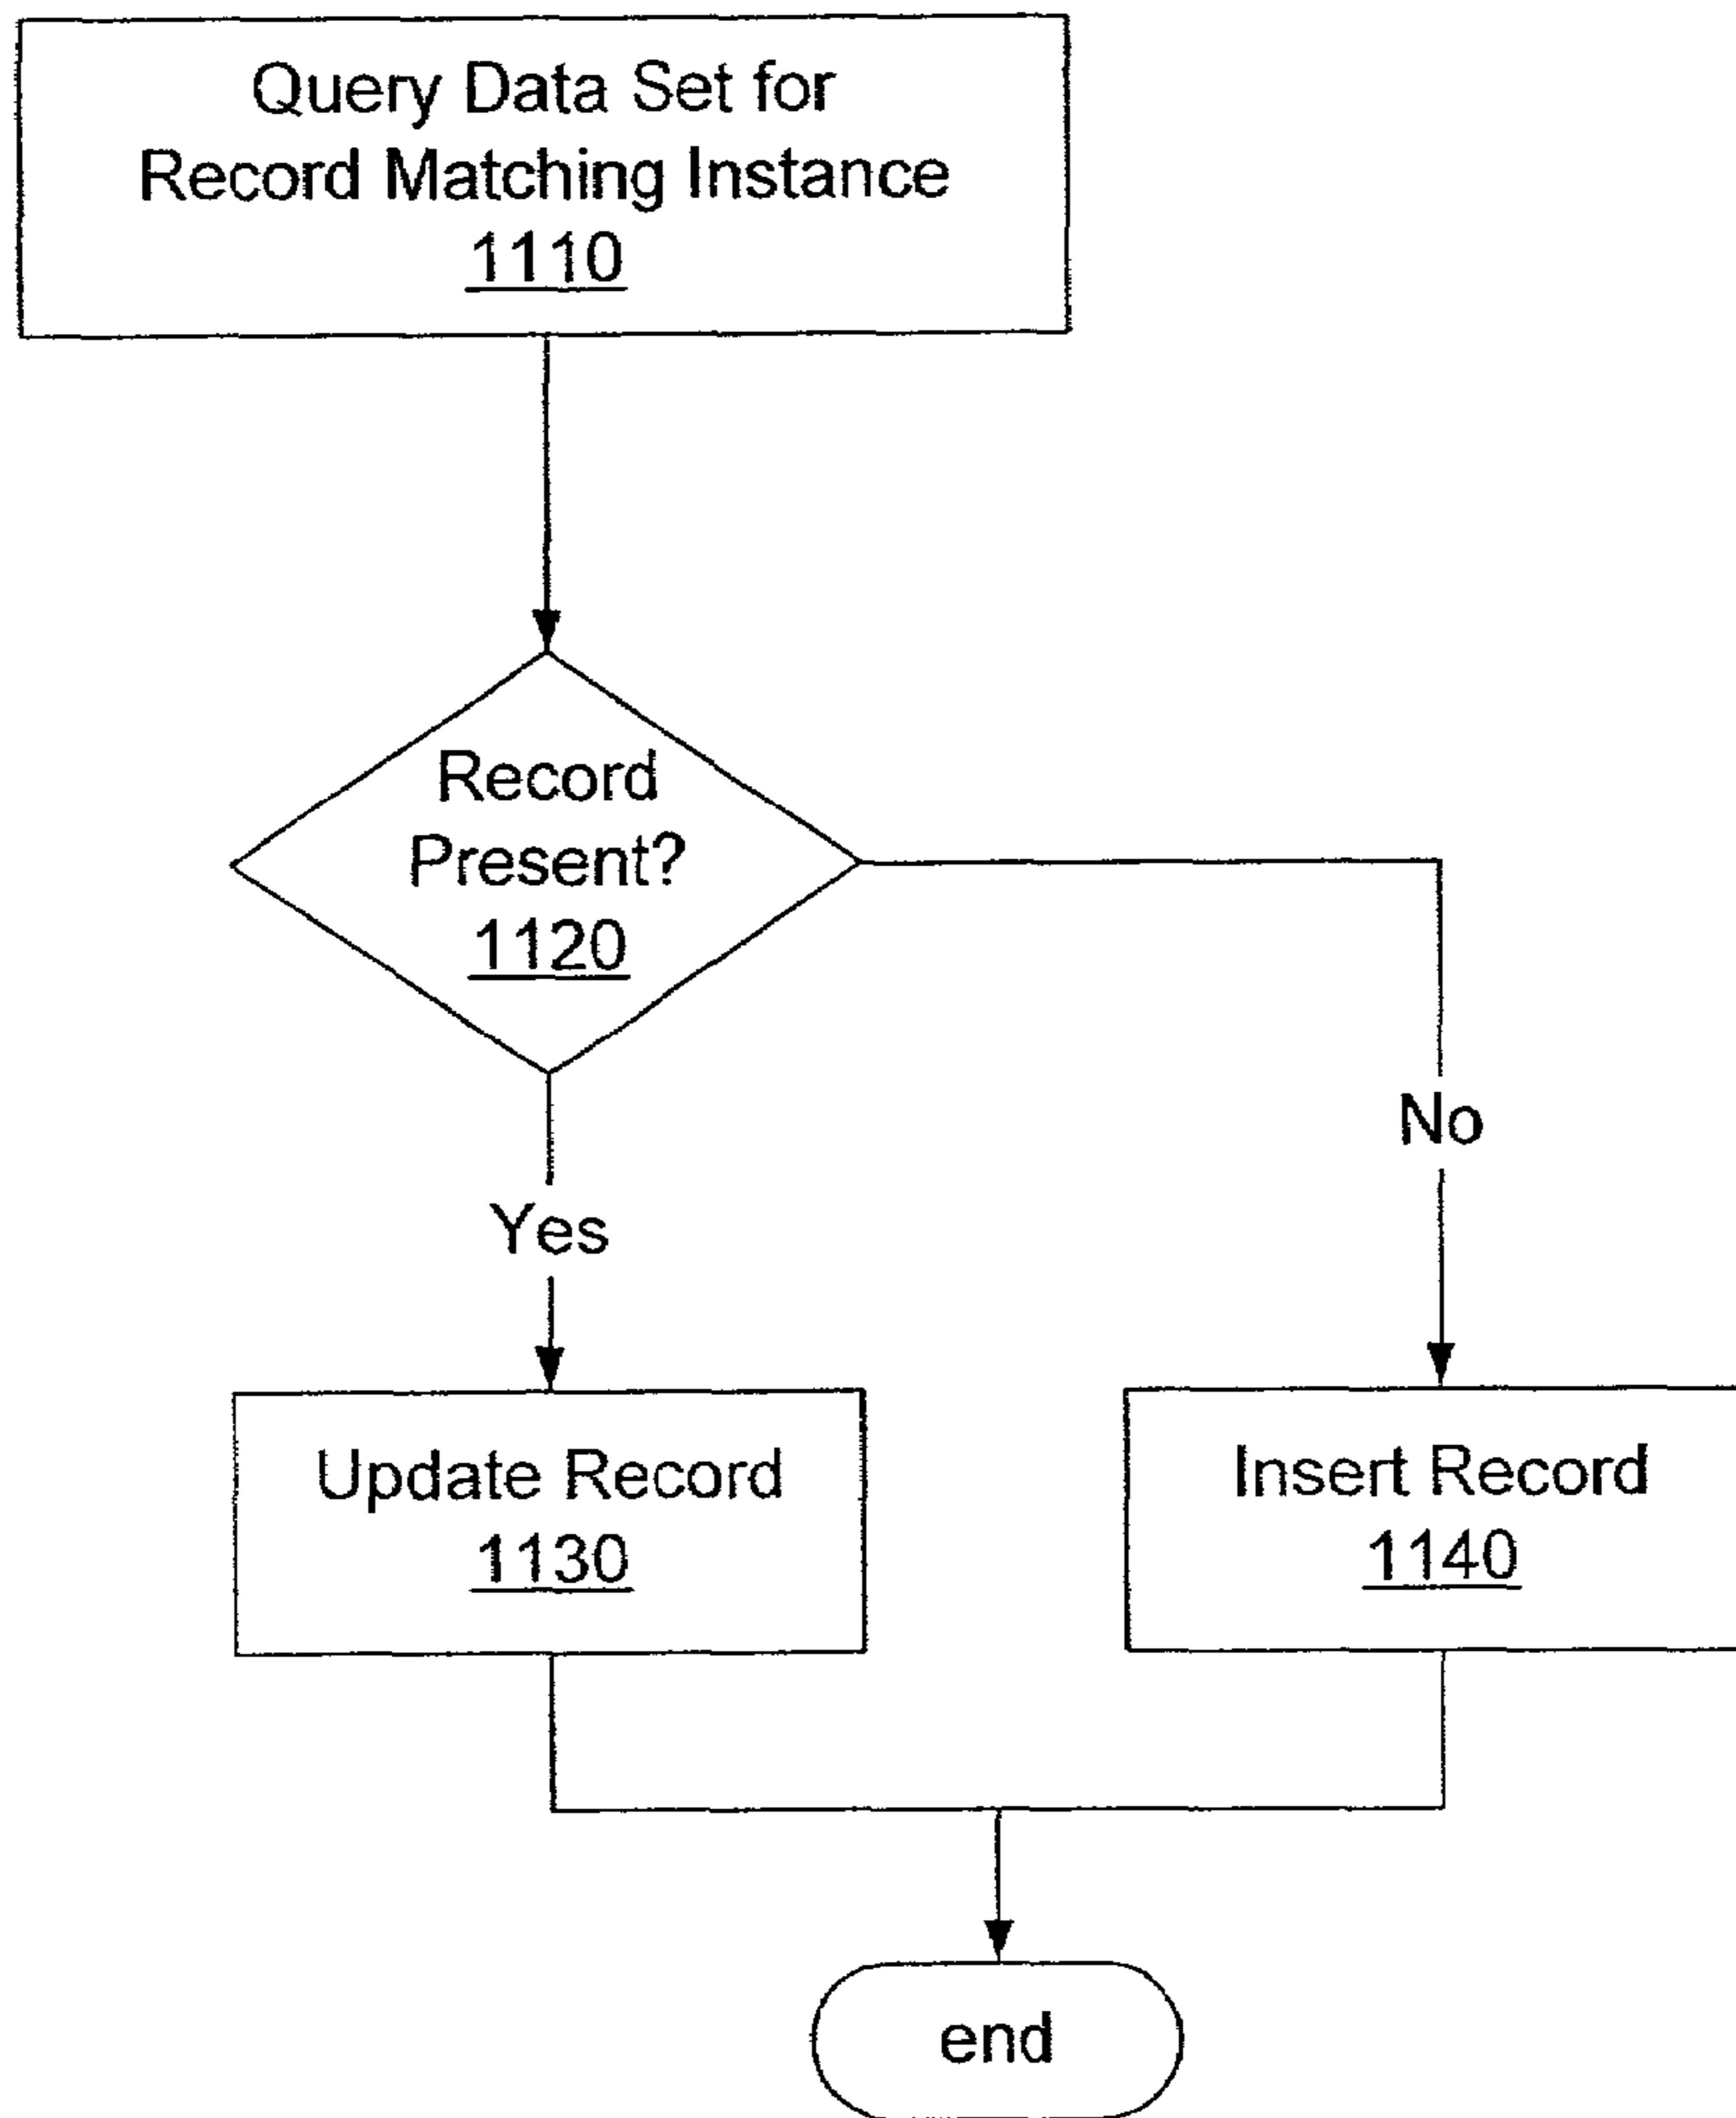 Query Data Set for
Record Matching Instance
1110
Record
Present?
1120
No
Yes
Update Record
1130
Insert Record
1140
end